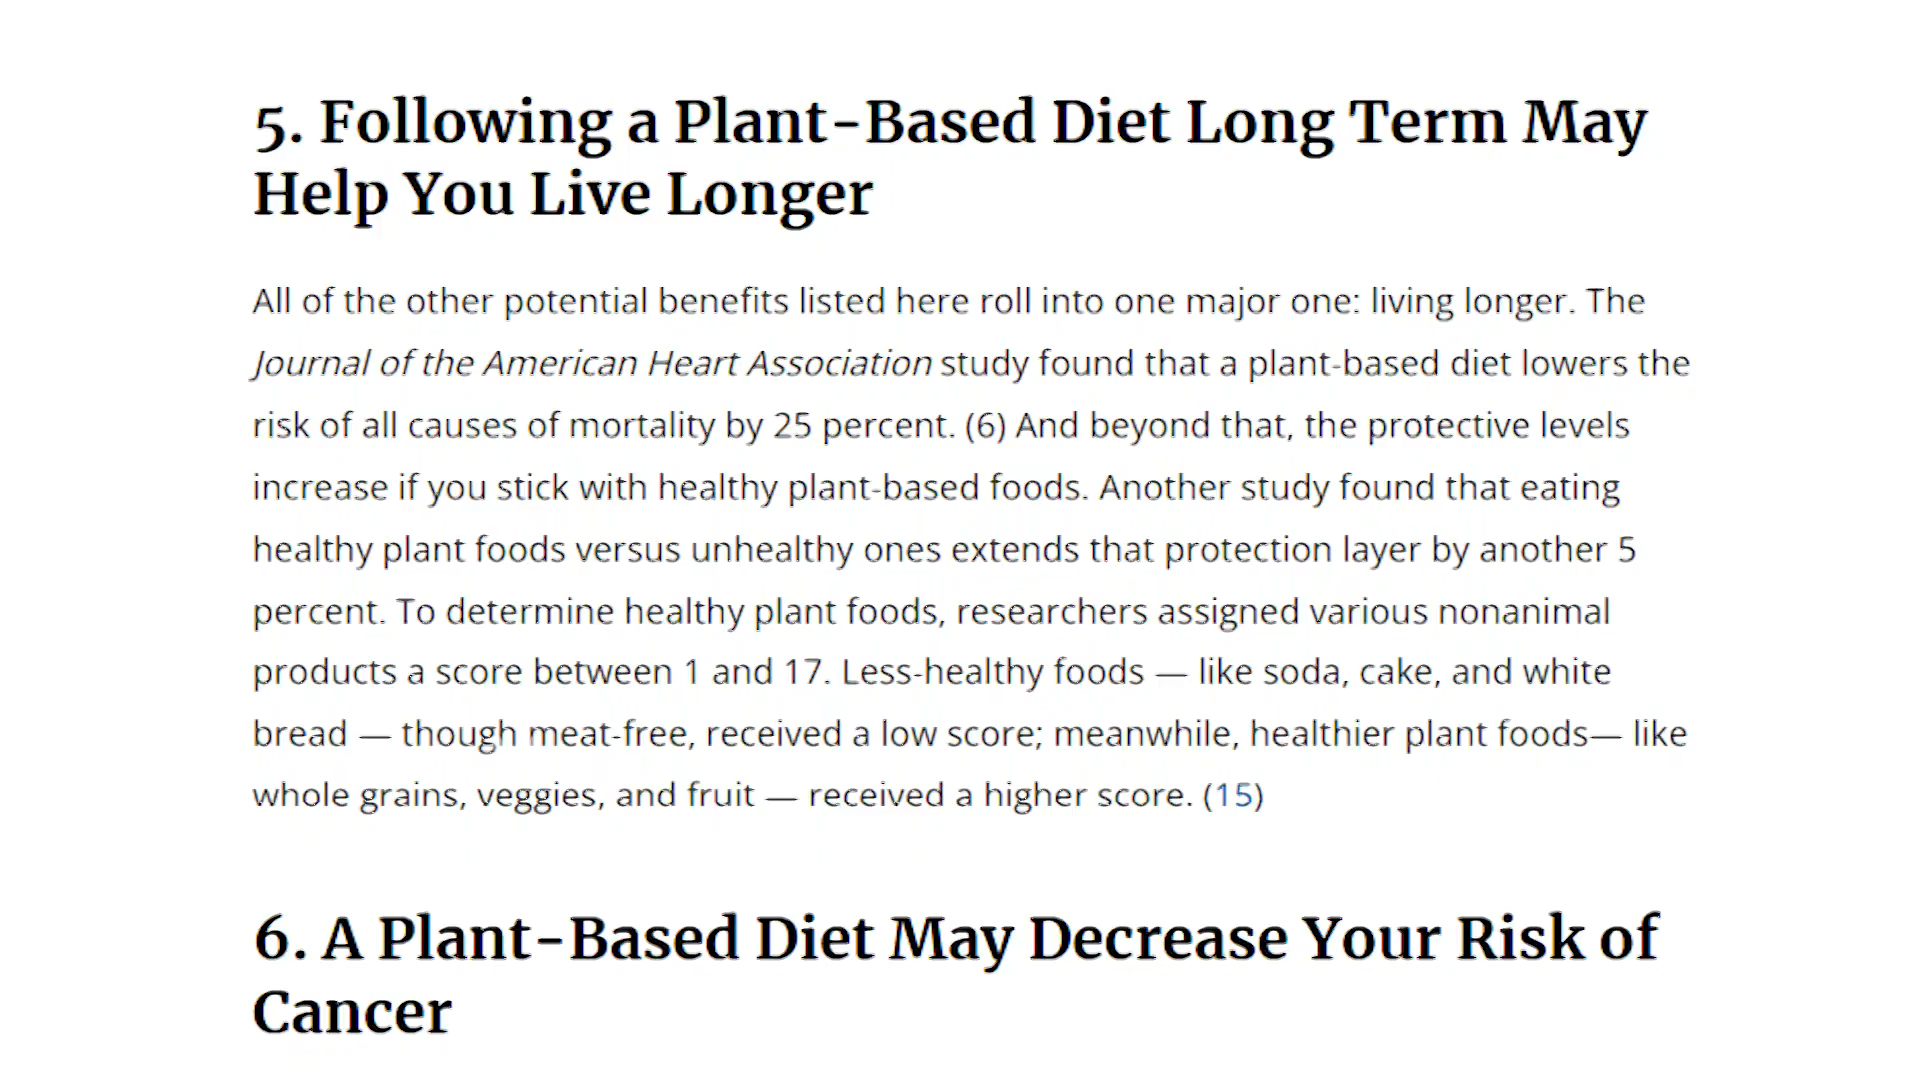 5. Following a Plant-Based Diet Long Term May
Help You Live Longer
All of the other potential benefits listed here roll into one major one: living longer. The
Journal of the American Heart Association study found that a plant-based diet lowers the
risk of all causes of mortality by 25 percent. (6) And beyond that, the protective levels
increase if you stick with healthy plant-based foods. Another study found that eating
healthy plant foods versus unhealthy ones extends that protection layer by another 5
percent. To determine healthy plant foods, researchers assigned various nonanimal
products a score between 1 and 17. Less-healthy foods — like soda, cake, and white
bread — though meat-free, received a low score; meanwhile, healthier plant foods— like
whole grains, veggies, and fruit — received a higher score. (15)
6. A Plant-Based Diet May Decrease Your Risk of
Cancer